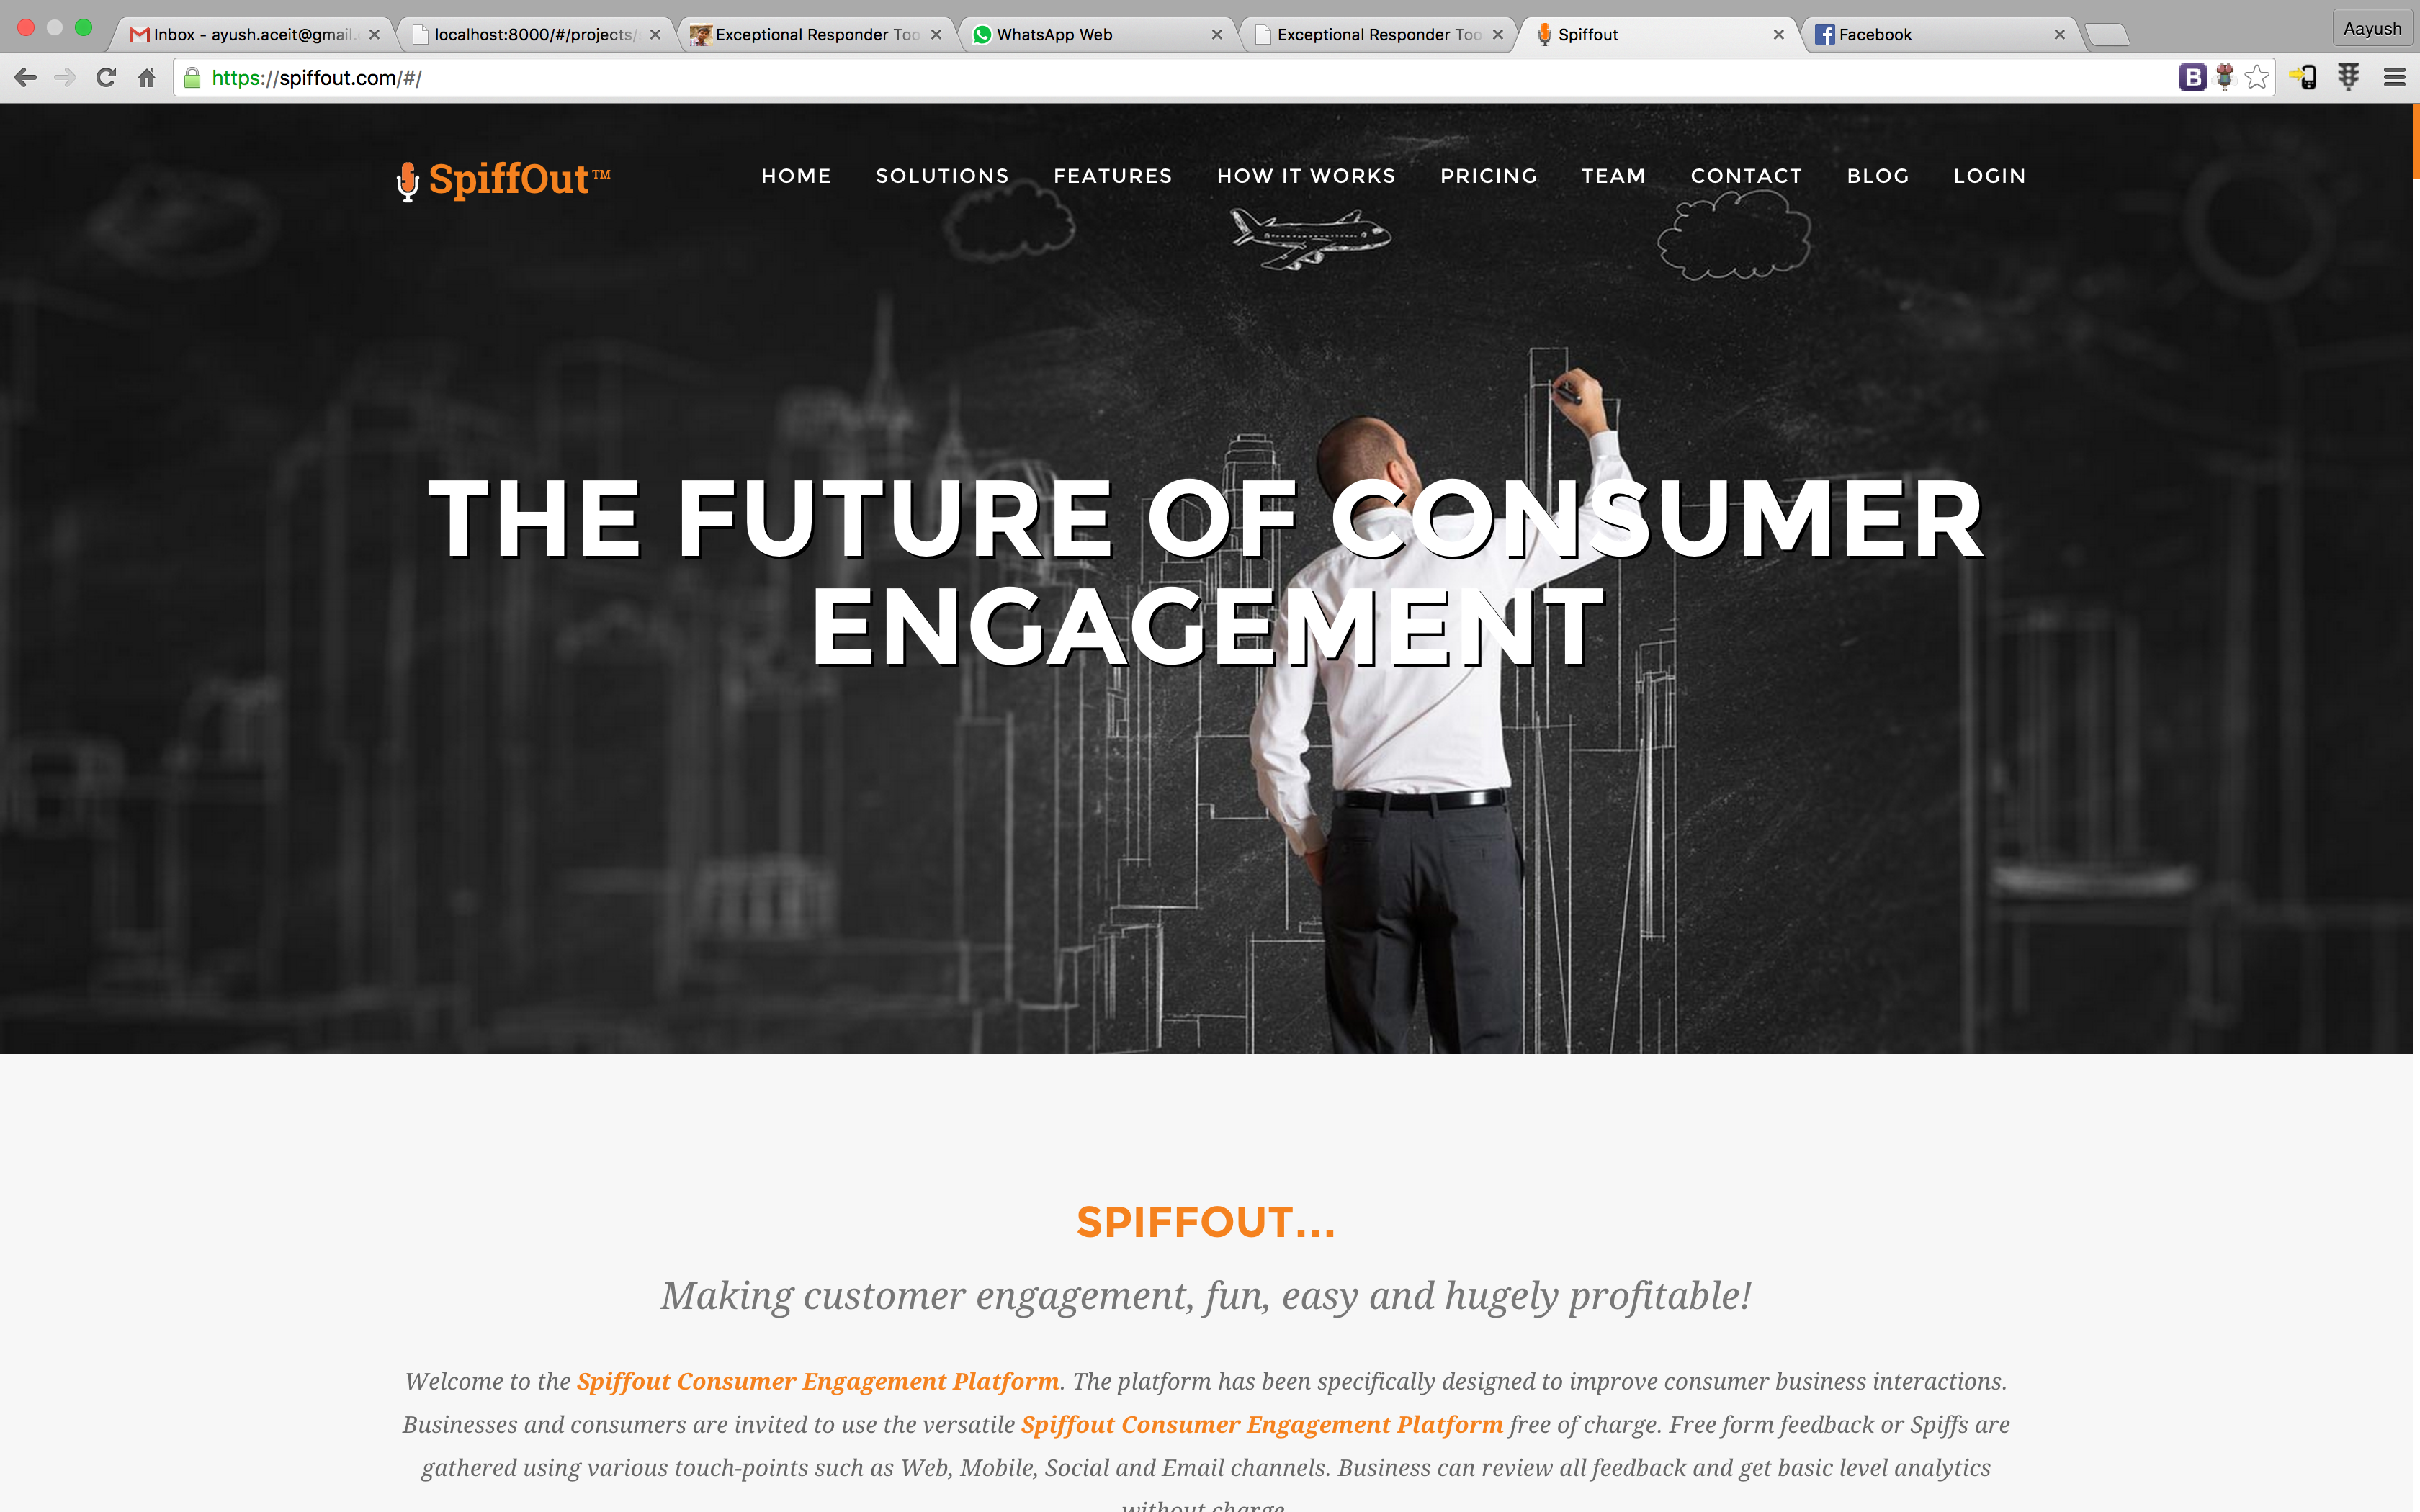 Inbox - ayush.aceit@gmail.
localhost:8000/#/projects/
Exceptional Responder Too
WhatsApp Web
Exceptional Responder Too
Spiffout
Facebook
Aayush
https://spiffout.com/#/
SpiffOut™
HOME
SOLUTIONS
FEATURES
HOW IT WORKS
PRICING
TEAM
CONTACT
BLOG
LOGIN
THE FUTURE OF CONSUMER
ENGAGEMENT
SPIFFOUT...
Making customer engagement, fun, easy and hugely profitable!
Welcome to the Spiffout Consumer Engagement Platform. The platform has been specifically designed to improve consumer business interactions.
Businesses and consumers are invited to use the versatile Spiffout Consumer Engagement Platform free of charge. Free form feedback or Spiffs are
gathered using various touch-points such as Web, Mobile, Social and Email channels. Business can review all feedback and get basic level analytics
without charge